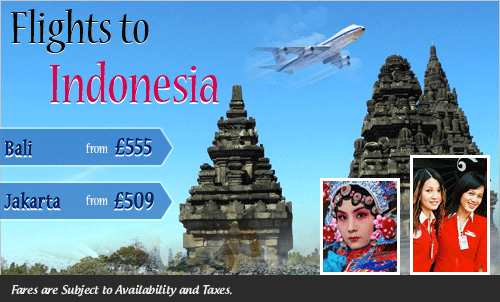 Flights to
Indonesia
Bali from £555
Jakarta from £509
Fares are Subject to Availability and Taxes.